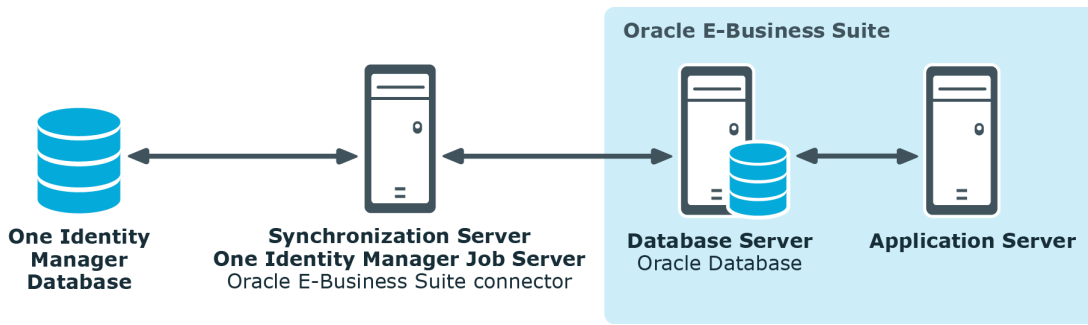 Oracle E-Business Suite
One Identity
Manager
Database
Synchronization Server
One Identity Manager Job Server
Oracle E-Business Suite connector
Database Server
Oracle Database
Application Server